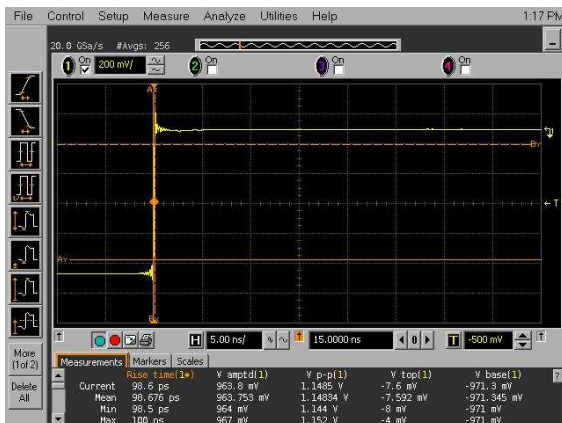 File Control Setup Measure Analyze Utilities Help 1:17 PM
20.0 GSa/s #Avgs: 256
1 On 200 mV/ 2 On 3 On 4 On
Ax
By
T
Ay
Bx
More
(1of 2)
Delete
All
H 5.00 ns/ 15.0000 ns 0 T -500 mV
Measurements Markers Scales
Rise time(1) V amptd(1) V p-p(1) V top(1) V base(1) ?
Current 98.6 ps 963.8 mV 1.1485 V -7.6 mV -971.3 mV
Mean 98.676 ps 963.753 mV 1.14834 V -7.592 mV -971.345 mV
Min 98.5 ps 964 mV 1.144 V -8 mV -971 mV
Max 100 ps 967 mV 1.152 V -4 mV -971 mV